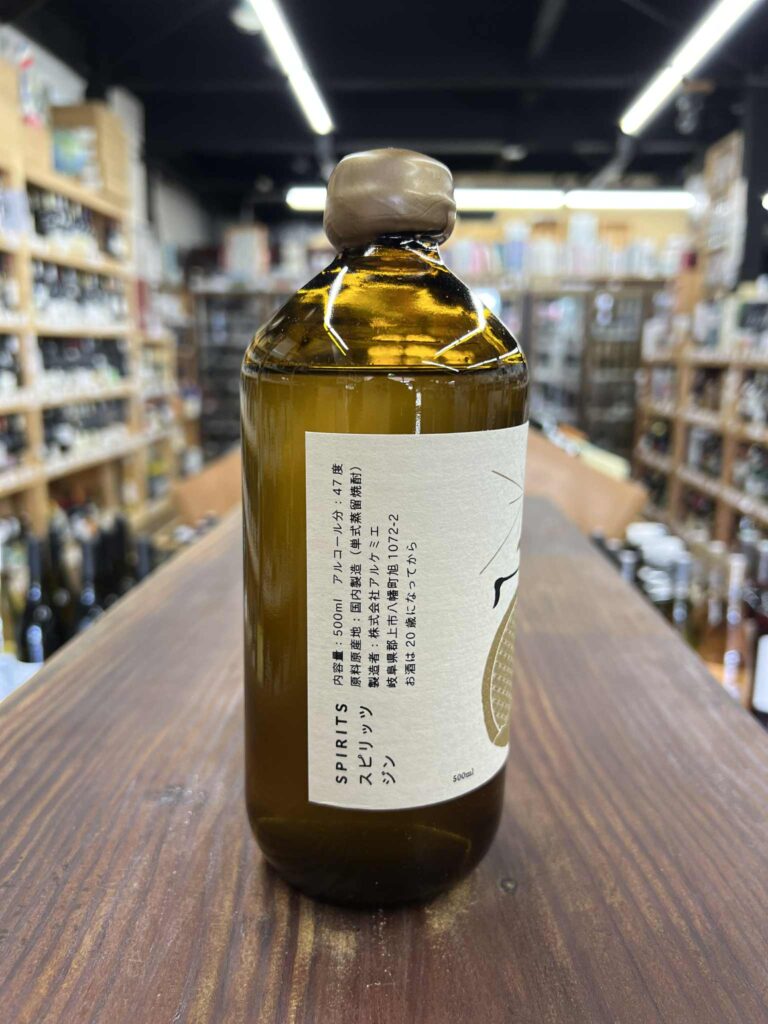 SPIRITS
スピリッツ
ジン
内容量：500ml アルコール分：47度
原料原産地：国内製造（単式蒸留焼酎）
製造者：株式会社アルケミエ
岐阜県郡上市八幡町旭1072-2
お酒は20歳になってから
500ml